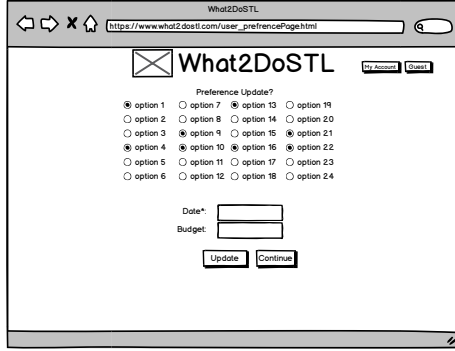 What2DoSTL
https://www.what2dostl.com/user_prefrencePage.html
What2DoSTL
My Account Guest
Preference Update?
option 1 option 7 option 13 option 19
option 2 option 8 option 14 option 20
option 3 option 9 option 15 option 21
option 4 option 10 option 16 option 22
option 5 option 11 option 17 option 23
option 6 option 12 option 18 option 24
Date*:
Budget:
Update Continue